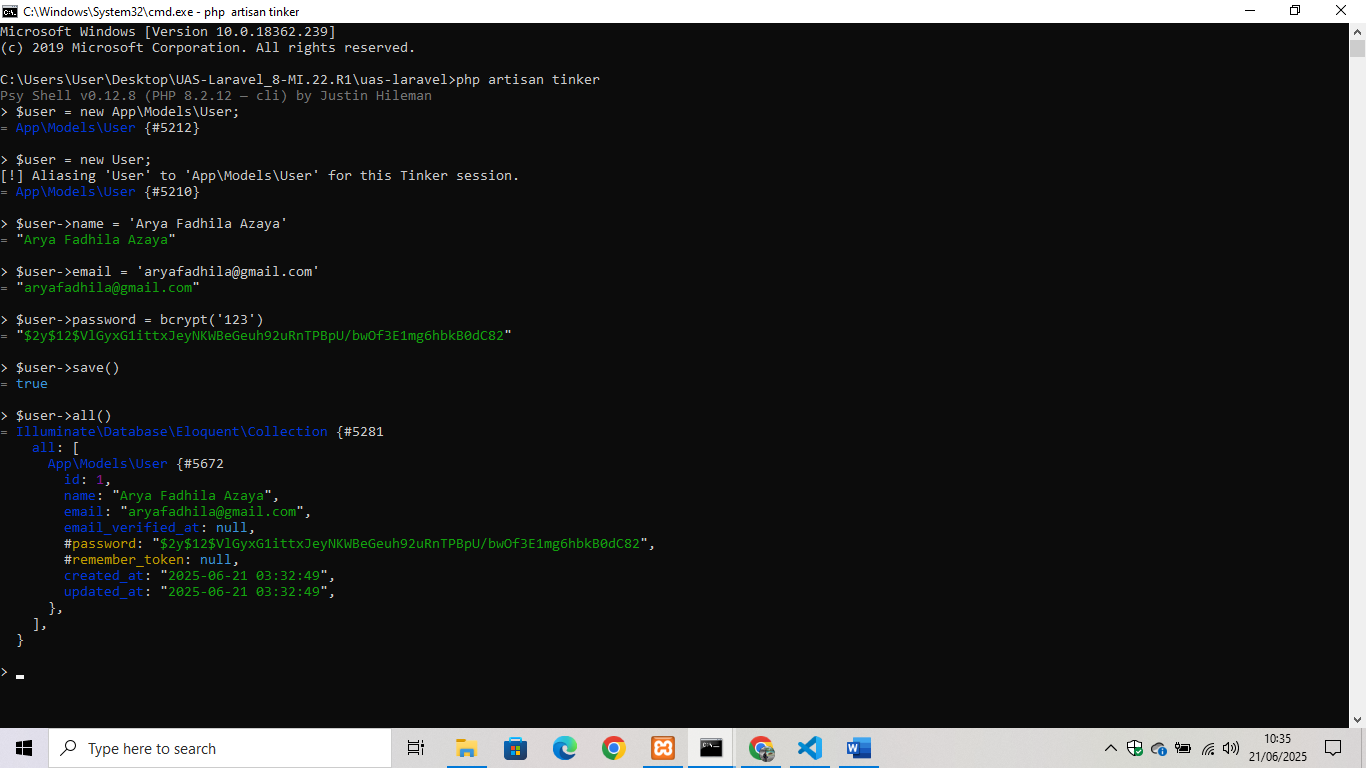 C:\Windows\System32\cmd.exe - php  artisan tinker
Microsoft Windows [Version 10.0.18362.239]
(c) 2019 Microsoft Corporation. All rights reserved.
C:\Users\User\Desktop\UAS-Laravel_8-MI.22.R1\uas-laravel>php artisan tinker
Psy Shell v0.12.8 (PHP 8.2.12 — cli) by Justin Hileman
> $user = new App\Models\User;
= App\Models\User {#5212}
> $user = new User;
[!] Aliasing 'User' to 'App\Models\User' for this Tinker session.
= App\Models\User {#5210}
> $user->name = 'Arya Fadhila Azaya'
= "Arya Fadhila Azaya"
> $user->email = 'aryafadhila@gmail.com'
= "aryafadhila@gmail.com"
> $user->password = bcrypt('123')
= "$2y$12$VlGyxG1ittxJeyNKWBeGeuh92uRnTPBpU/bwOf3E1mg6hbkB0dC82"
> $user->save()
= true
> $user->all()
= Illuminate\Database\Eloquent\Collection {#5281
    all: [
      App\Models\User {#5672
        id: 1,
        name: "Arya Fadhila Azaya",
        email: "aryafadhila@gmail.com",
        email_verified_at: null,
        #password: "$2y$12$VlGyxG1ittxJeyNKWBeGeuh92uRnTPBpU/bwOf3E1mg6hbkB0dC82",
        #remember_token: null,
        created_at: "2025-06-21 03:32:49",
        updated_at: "2025-06-21 03:32:49",
      },
    ],
  }
>
Type here to search
10:35
21/06/2025